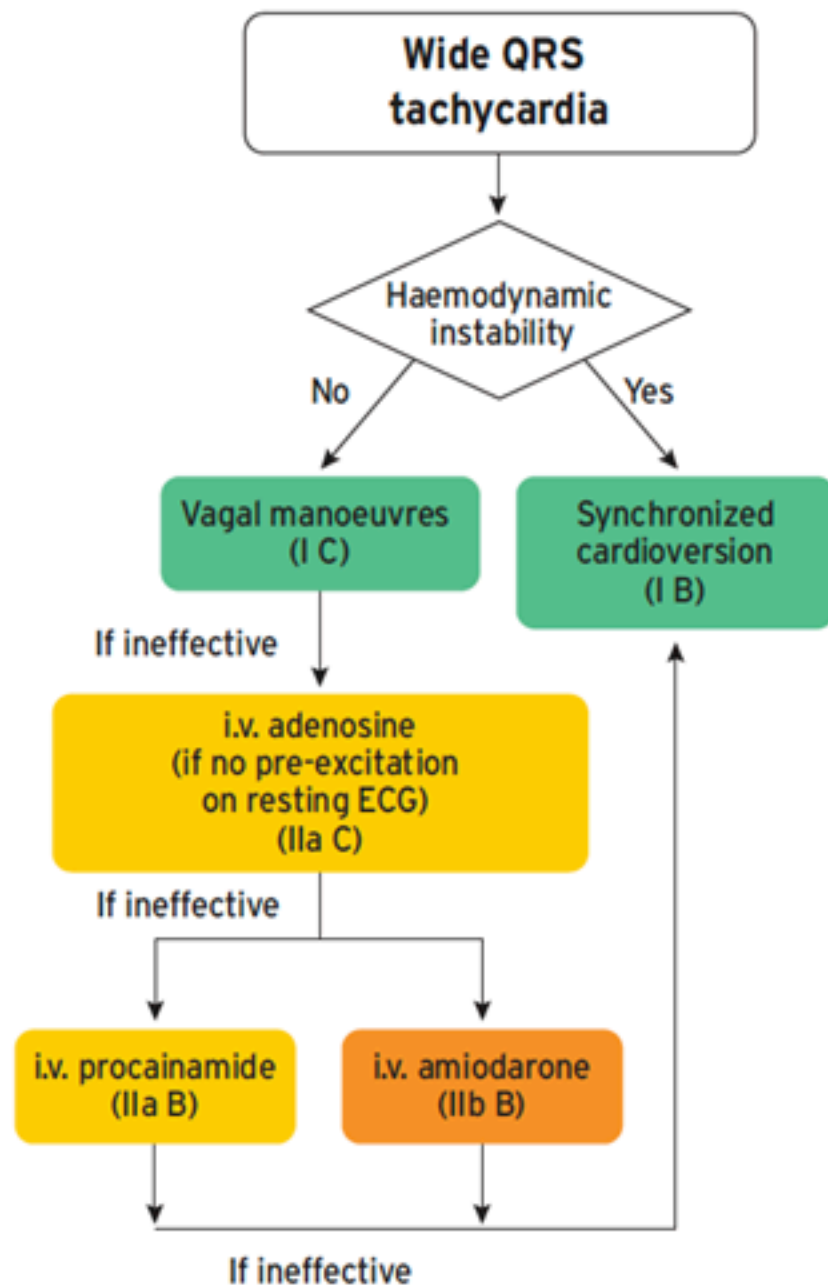 Wide QRS
tachycardia
Haemodynamic
instability
No
Yes
Vagal manoeuvres
(I C)
Synchronized
cardioversion
(I B)
If ineffective
i.v. adenosine
(if no pre-excitation
on resting ECG)
(IIa C)
If ineffective
i.v. procainamide
(IIa B)
i.v. amiodarone
(IIb B)
If ineffective